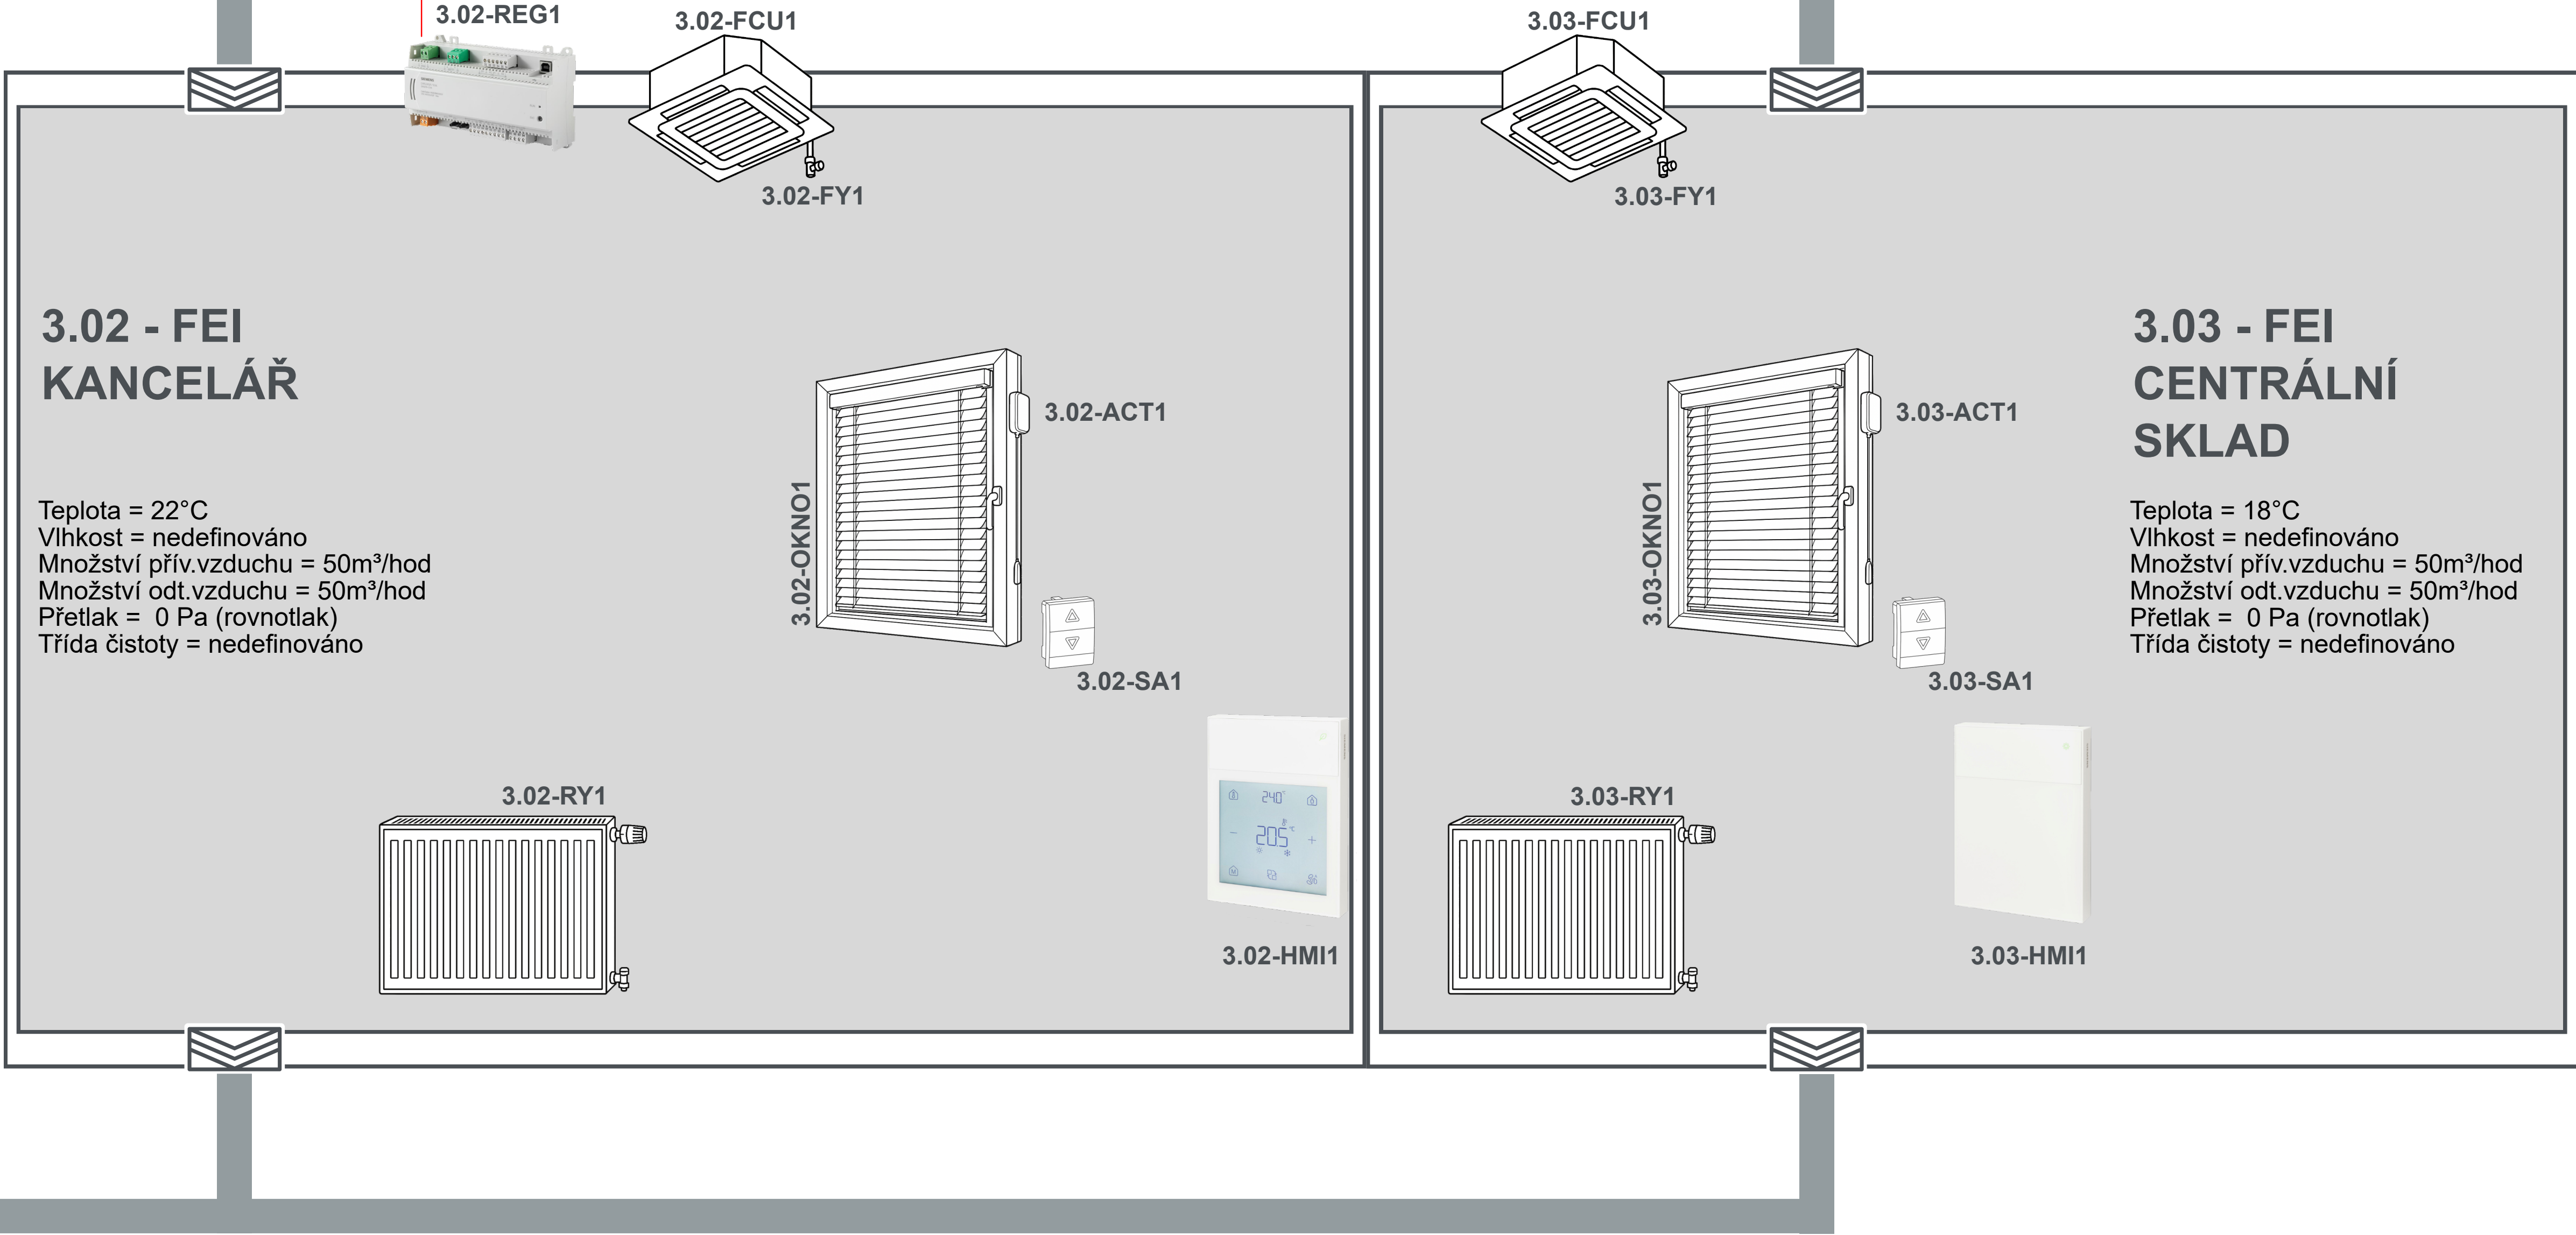 3.02-REG1
3.02-FCU1
3.03-FCU1
3.02-FY1
3.03-FY1
3.02 - FEI
KANCELÁŘ
Teplota = 22°C
Vlhkost = nedefinováno
Množství přív.vzduchu = 50m³/hod
Množství odt.vzduchu = 50m³/hod
Přetlak =  0 Pa (rovnotlak)
Třída čistoty = nedefinováno
3.02-ACT1
3.02-OKNO1
3.02-SA1
3.02-RY1
24.0
20.5 °C
3.02-HMI1
3.03-ACT1
3.03-OKNO1
3.03-SA1
3.03 - FEI
CENTRÁLNÍ
SKLAD
Teplota = 18°C
Vlhkost = nedefinováno
Množství přív.vzduchu = 50m³/hod
Množství odt.vzduchu = 50m³/hod
Přetlak =  0 Pa (rovnotlak)
Třída čistoty = nedefinováno
3.03-RY1
3.03-HMI1